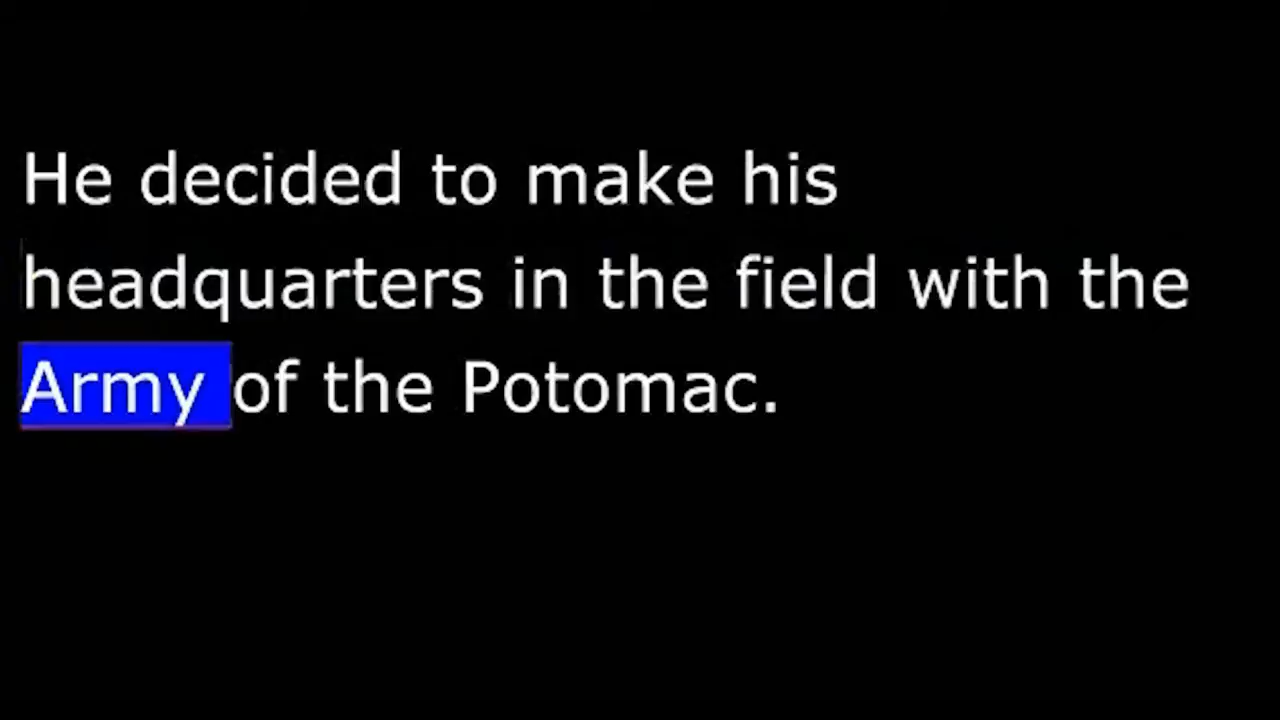 He decided to make his
headquarters in the field with the
Army of the Potomac.